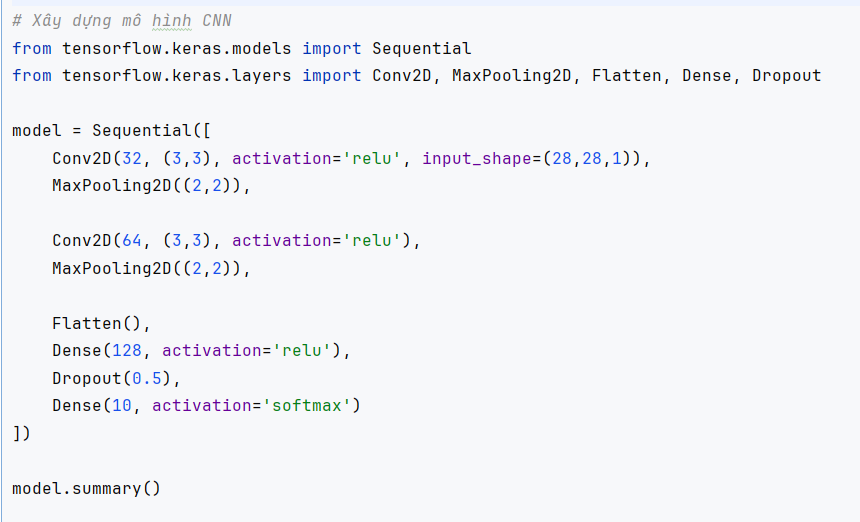 # Xây dựng mô hình CNN
from tensorflow.keras.models import Sequential
from tensorflow.keras.layers import Conv2D, MaxPooling2D, Flatten, Dense, Dropout
model = Sequential([
    Conv2D(32, (3,3), activation='relu', input_shape=(28,28,1)),
    MaxPooling2D((2,2)),
    Conv2D(64, (3,3), activation='relu'),
    MaxPooling2D((2,2)),
    Flatten(),
    Dense(128, activation='relu'),
    Dropout(0.5),
    Dense(10, activation='softmax')
])
model.summary()